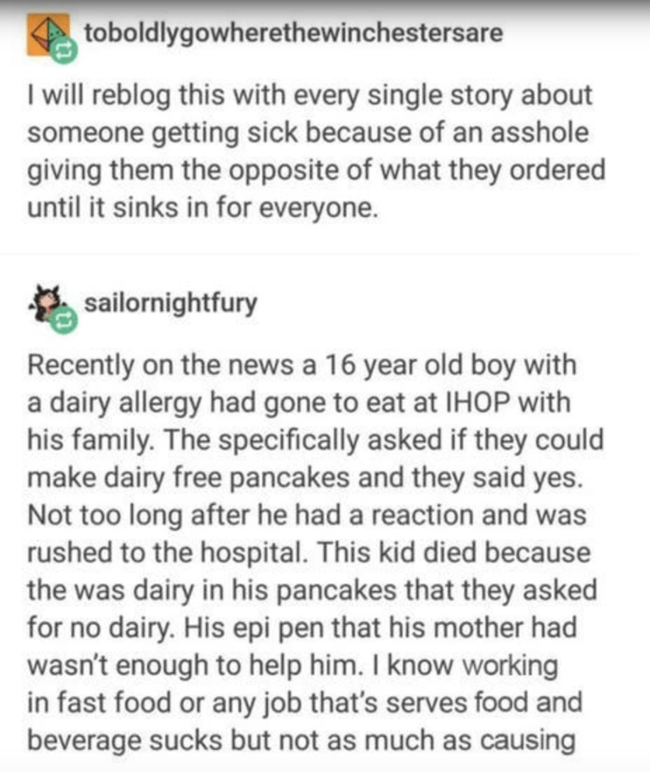 toboldlygowherethewinchestersare
I will reblog this with every single story about
someone getting sick because of an asshole
giving them the opposite of what they ordered
until it sinks in for everyone.
sailornightfury
Recently on the news a 16 year old boy with
a dairy allergy had gone to eat at IHOP with
his family. The specifically asked if they could
make dairy free pancakes and they said yes.
Not too long after he had a reaction and was
rushed to the hospital. This kid died because
the was dairy in his pancakes that they asked
for no dairy. His epi pen that his mother had
wasn't enough to help him. I know working
in fast food or any job that's serves food and
beverage sucks but not as much as causing